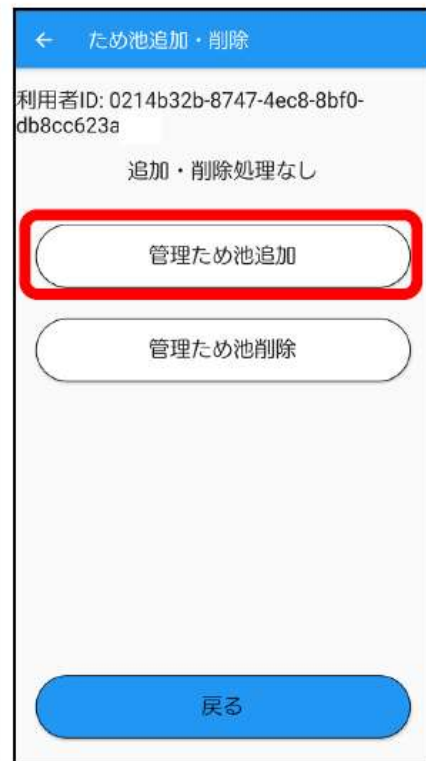 ← ため池追加・削除
利用者ID: 0214b32b-8747-4ec8-8bf0-
db8cc623a
追加・削除処理なし
管理ため池追加
管理ため池削除
戻る